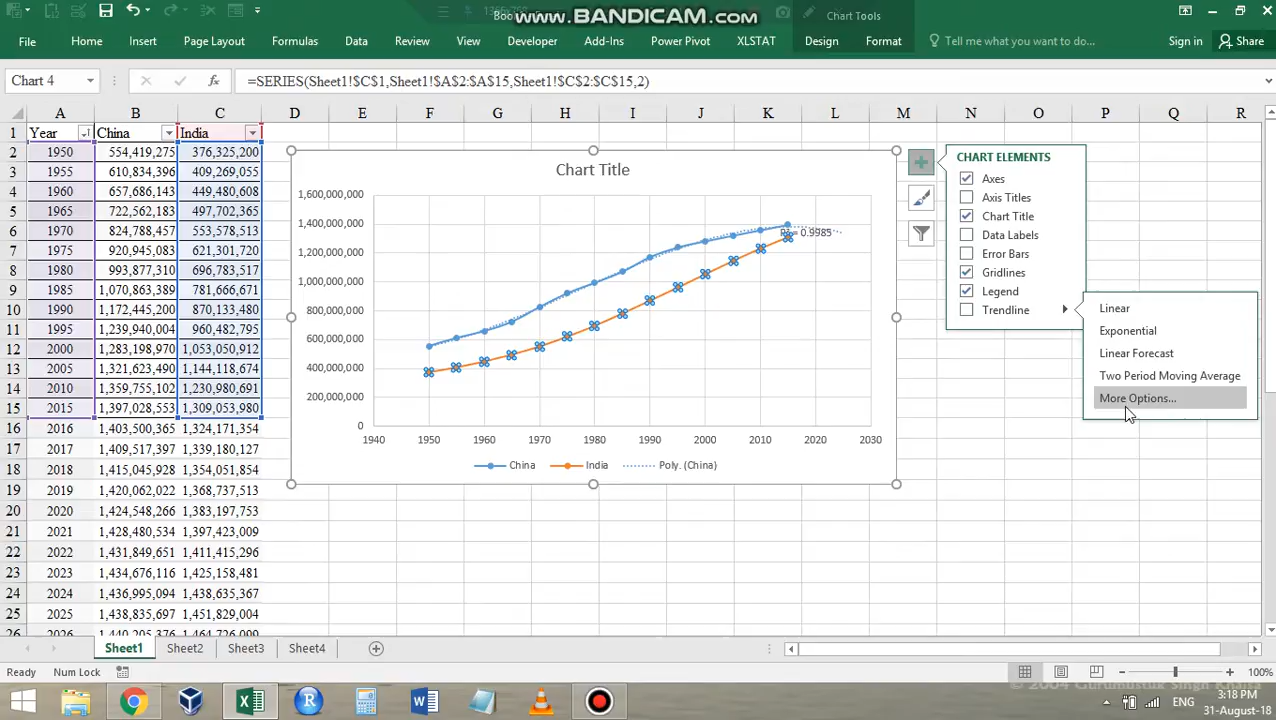 www.BANDICAM.com
Chart Tools
File Home Insert Page Layout Formulas Data Review View Developer Add-Ins Power Pivot XLSTAT Design Format Tell me what you want to do... Sign in Share
Chart 4 fx =SERIES(Sheet1!$C$1,Sheet1!$A$2:$A$15,Sheet1!$C$2:$C$15,2)
A B C D E F G H I J K L M N O P Q R
1 Year China India
2 1950 554,419,275 376,325,200
3 1955 610,834,396 409,269,055
4 1960 657,686,143 449,480,608
5 1965 722,562,183 497,702,365
6 1970 824,788,457 553,578,513
7 1975 920,945,083 621,301,720
8 1980 993,877,310 696,783,517
9 1985 1,070,863,389 781,666,671
10 1990 1,172,445,200 870,133,480
11 1995 1,239,940,004 960,482,795
12 2000 1,283,198,970 1,053,050,912
13 2005 1,321,623,490 1,144,118,674
14 2010 1,359,755,102 1,230,980,691
15 2015 1,397,028,553 1,309,053,980
16 2016 1,403,500,365 1,324,171,354
17 2017 1,409,517,397 1,339,180,127
18 2018 1,415,045,928 1,354,051,854
19 2019 1,420,062,022 1,368,737,513
20 2020 1,424,548,266 1,383,197,753
21 2021 1,428,480,534 1,397,423,009
22 2022 1,431,849,651 1,411,415,296
23 2023 1,434,676,116 1,425,158,481
24 2024 1,436,995,094 1,438,635,367
25 2025 1,438,835,697 1,451,829,004
26 2026 1,440,205,376 1,464,726,099
Chart Title
1,600,000,000
1,400,000,000
1,200,000,000
1,000,000,000
800,000,000
600,000,000
400,000,000
200,000,000
0
= 0.9985
1940 1950 1960 1970 1980 1990 2000 2010 2020 2030
China India Poly. (China)
CHART ELEMENTS
Axes
Axis Titles
Chart Title
Data Labels
Error Bars
Gridlines
Legend
Trendline
Linear
Exponential
Linear Forecast
Two Period Moving Average
More Options...
Sheet1 Sheet2 Sheet3 Sheet4
Ready Num Lock 100%
© 2004 Gurumustuk Singh Khalsa
ENG
3:18 PM
31-August-18